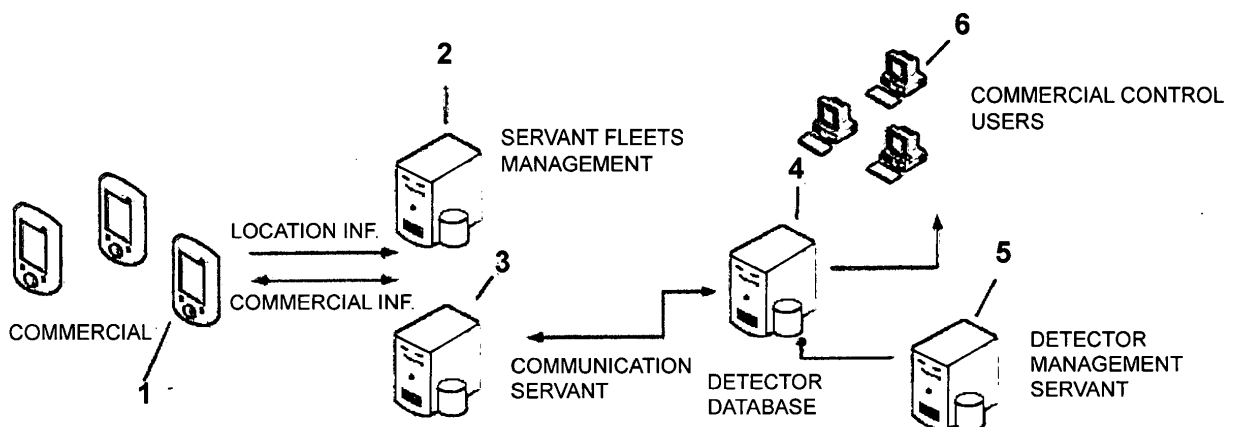 2
SERVANT FLEETS
MANAGEMENT
6
COMMERCIAL CONTROL
USERS
4
LOCATION INF.
COMMERCIAL INF.
3
COMMERCIAL
1
COMMUNICATION
SERVANT
DETECTOR
DATABASE
5
DETECTOR
MANAGEMENT
SERVANT